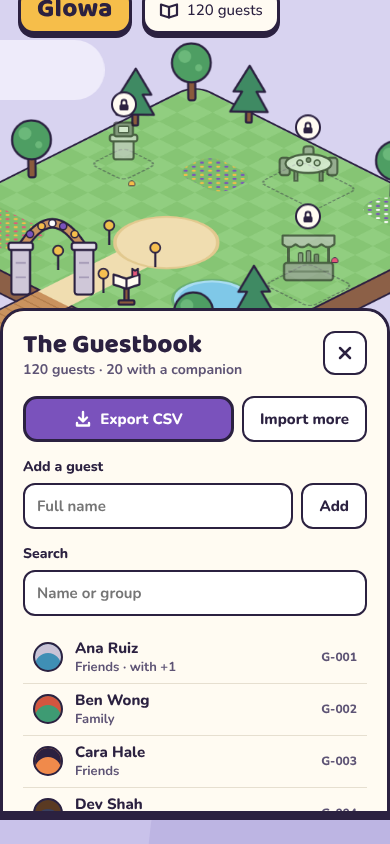 Glowa
120 guests
The Guestbook
120 guests · 20 with a companion
Export CSV
Import more
Add a guest
Full name
Add
Search
Name or group
Ana Ruiz
Friends · with +1
G-001
Ben Wong
Family
G-002
Cara Hale
Friends
G-003
Dev Shah
G-004